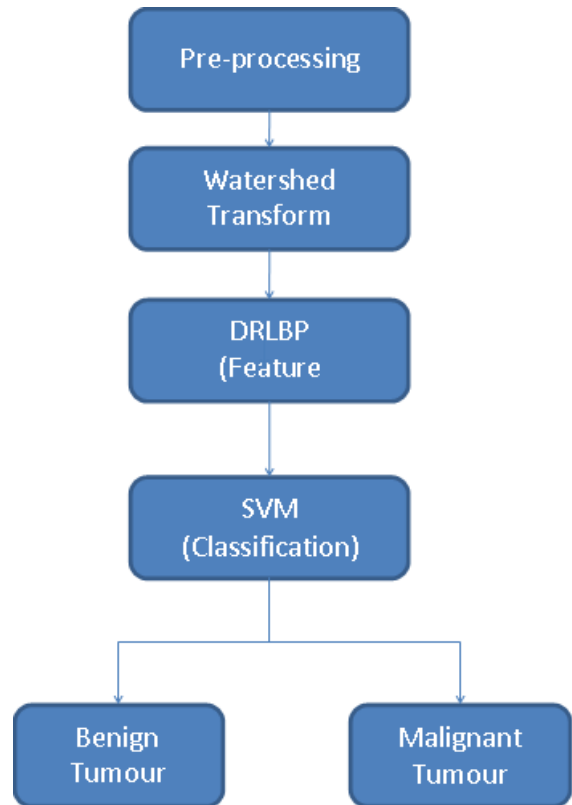 Pre-processing
Watershed
Transform
DRLBP
(Feature
SVM
(Classification)
Benign
Tumour
Malignant
Tumour